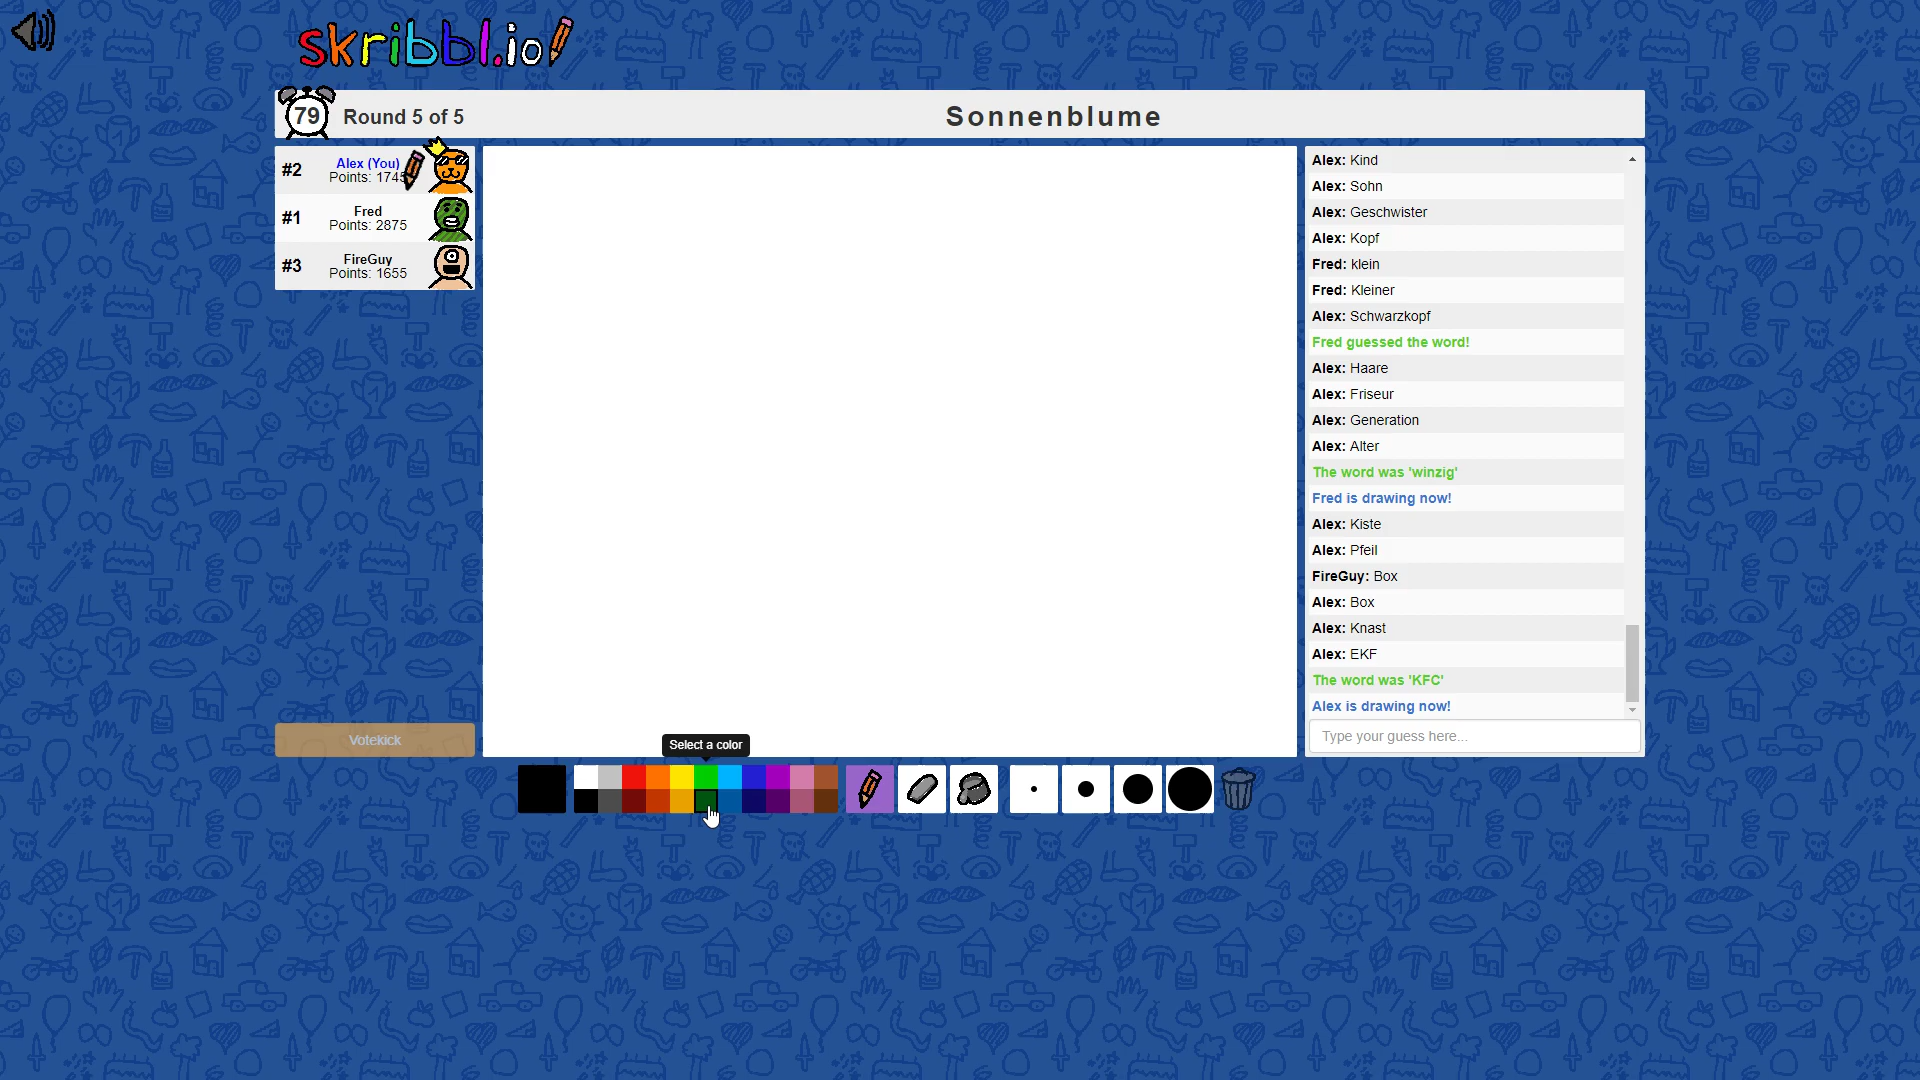 skribbl.io
79
Round 5 of 5
Sonnenblume
#2
Alex (You)
Points: 1745
#1
Fred
Points: 2875
#3
FireGuy
Points: 1655
Votekick
Alex: Kind
Alex: Sohn
Alex: Geschwister
Alex: Kopf
Fred: klein
Fred: Kleiner
Alex: Schwarzkopf
Fred guessed the word!
Alex: Haare
Alex: Friseur
Alex: Generation
Alex: Alter
The word was 'winzig'
Fred is drawing now!
Alex: Kiste
Alex: Pfeil
FireGuy: Box
Alex: Box
Alex: Knast
Alex: EKF
The word was 'KFC'
Alex is drawing now!
Type your guess here...
Select a color